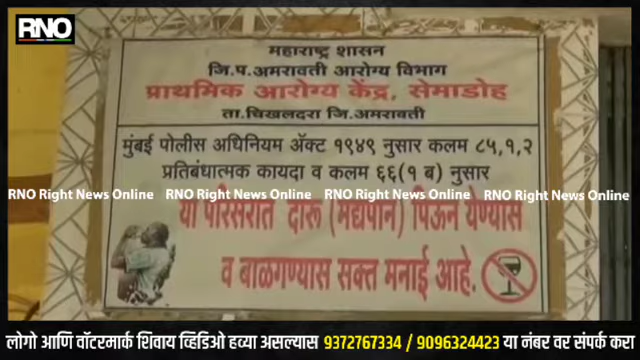 RNO
महाराष्ट्र शासन
जि.प.अमरावती आरोग्य विभाग
प्राथमिक आरोग्य केंद्र, सेमाडोह
ता.चिखलदरा जि.अमरावती
मुंबई पोलीस अधिनियम ॲक्ट १९४९ नुसार कलम ८५,१,२
प्रतिबंधात्मक कायदा व कलम ६६(१ ब) नुसार
RNO Right News Online RNO Right News Online RNO Right News Online RNO Right News Online
या परिसरात दारू (मद्यपान) पिऊन येण्यास
व बाळगण्यास सक्त मनाई आहे.
लोगो आणि वॉटरमार्क शिवाय व्हिडिओ हव्या असल्यास 9372767334 / 9096324423 या नंबर वर संपर्क करा